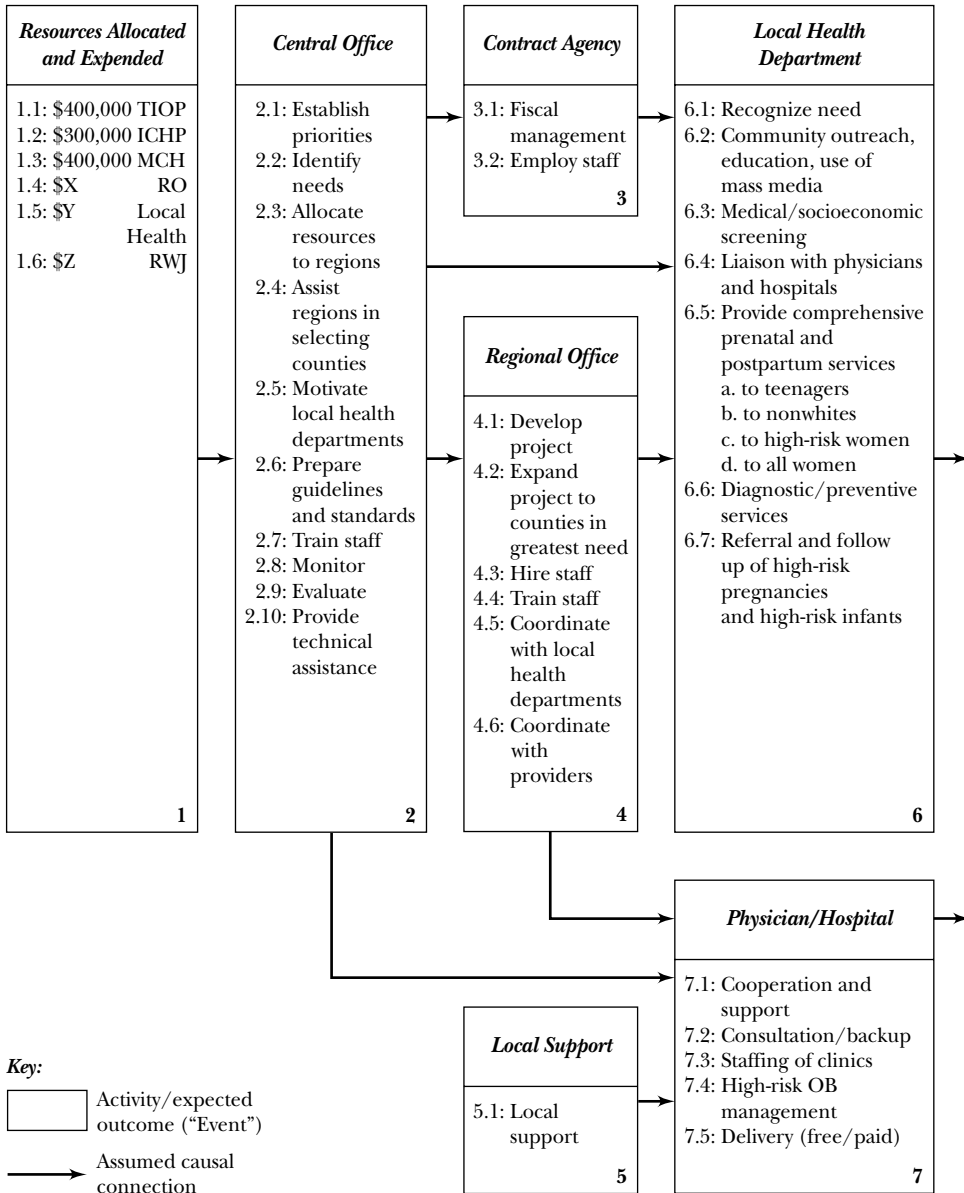 Resources Allocated
and Expended
1.1: $400,000 TIOP
1.2: $300,000 ICHP
1.3: $400,000 MCH
1.4: $X RO
1.5: $Y Local
Health
1.6: $Z RWJ
1
Central Office
2.1: Establish
priorities
2.2: Identify
needs
2.3: Allocate
resources
to regions
2.4: Assist
regions in
selecting
counties
2.5: Motivate
local health
departments
2.6: Prepare
guidelines
and standards
2.7: Train staff
2.8: Monitor
2.9: Evaluate
2.10: Provide
technical
assistance
2
Contract Agency
3.1: Fiscal
management
3.2: Employ staff
3
Regional Office
4.1: Develop
project
4.2: Expand
project to
counties in
greatest need
4.3: Hire staff
4.4: Train staff
4.5: Coordinate
with local
health
departments
4.6: Coordinate
with
providers
4
Local Health
Department
6.1: Recognize need
6.2: Community outreach,
education, use of
mass media
6.3: Medical/socioeconomic
screening
6.4: Liaison with physicians
and hospitals
6.5: Provide comprehensive
prenatal and
postpartum services
a. to teenagers
b. to nonwhites
c. to high-risk women
d. to all women
6.6: Diagnostic/preventive
services
6.7: Referral and follow
up of high-risk
pregnancies
and high-risk infants
6
Local Support
5.1: Local
support
5
Physician/Hospital
7.1: Cooperation and
support
7.2: Consultation/backup
7.3: Staffing of clinics
7.4: High-risk OB
management
7.5: Delivery (free/paid)
7
Key:
Activity/expected
outcome (“Event”)
Assumed causal
connection